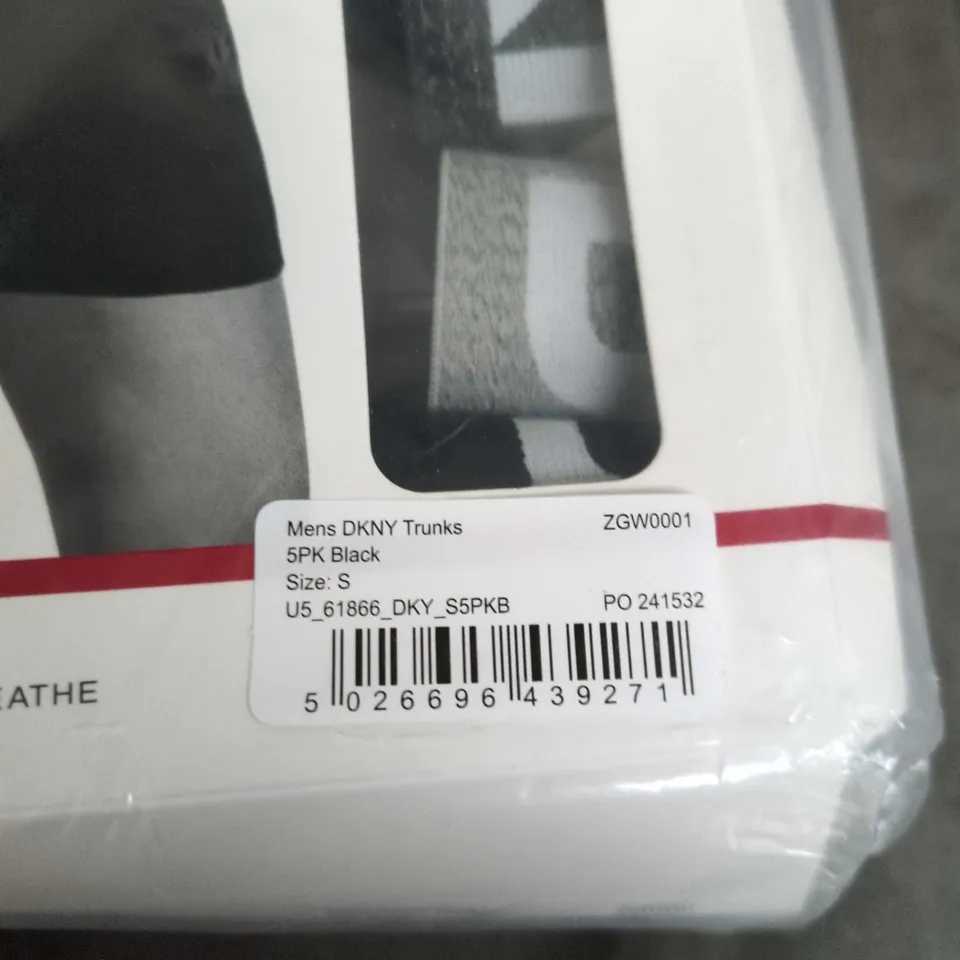 Mens DKNY Trunks ZGW0001
5PK Black
Size: S
U5_61866_DKY_S5PKB PO 241532
5 026696 439271
EATHE